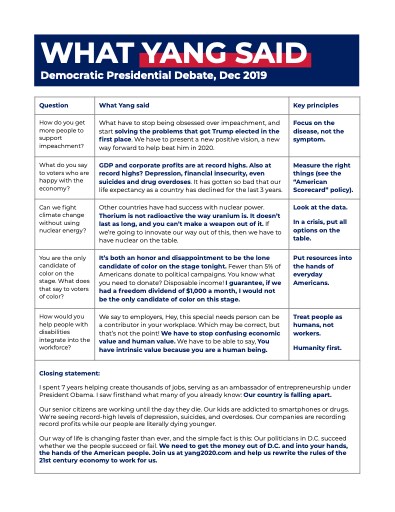 WHAT YANG SAID
Democratic Presidential Debate, Dec 2019
Question
What Yang said
Key principles
How do you get
more people to
support
impeachment?
What have to stop being obsessed over impeachment, and
start solving the problems that got Trump elected in the
first place. We have to present a new positive vision, a new
way forward to help beat him in 2020.
Focus on the
disease, not the
symptom.
What do you say
to voters who are
happy with the
economy?
GDP and corporate profits are at record highs. Also at
record highs? Depression, financial insecurity, even
suicides and drug overdoses. It has gotten so bad that our
life expectancy as a country has declined for the last 3 years.
Measure the right
things (see the
"American
Scorecard" policy).
Can we fight
climate change
without using
nuclear energy?
Other countries have had success with nuclear power.
Thorium is not radioactive the way uranium is. It doesn't
last as long, and you can't make a weapon out of it. If
we're going to innovate our way out of this, then we have to
have nuclear on the table.
Look at the data.
In a crisis, put all
options on the
table.
You are the only
candidate of
color on the
stage. What does
that say to voters
of color?
It's both an honor and disappointment to be the lone
candidate of color on the stage tonight. Fewer than 5% of
Americans donate to political campaigns. You know what
you need to donate? Disposable income! I guarantee, if we
had a freedom dividend of $1,000 a month, I would not
be the only candidate of color on this stage.
Put resources into
the hands of
everyday
Americans.
How would you
help people with
disabilities
integrate into the
workforce?
We say to employers, Hey, this special needs person can be
a contributor in your workplace. Which may be correct, but
that's not the point! We have to stop confusing economic
value and human value. We have to be able to say, You
have intrinsic value because you are a human being.
Treat people as
humans, not
workers.
Humanity first.
Closing statement:
I spent 7 years helping create thousands of jobs, serving as an ambassador of entrepreneurship under
President Obama. I saw firsthand what many of you already know: Our country is falling apart.
Our senior citizens are working until the day they die. Our kids are addicted to smartphones or drugs.
We're seeing record-high levels of depression, suicides, and overdoses. Our companies are recording
record profits while our people are literally dying younger.
Our way of life is changing faster than ever, and the simple fact is this: Our politicians in D.C. succeed
whether we the people succeed or fail. We need to get the money out of D.C. and into your hands,
the hands of the American people. Join us at yang2020.com and help us rewrite the rules of the
21st century economy to work for us.